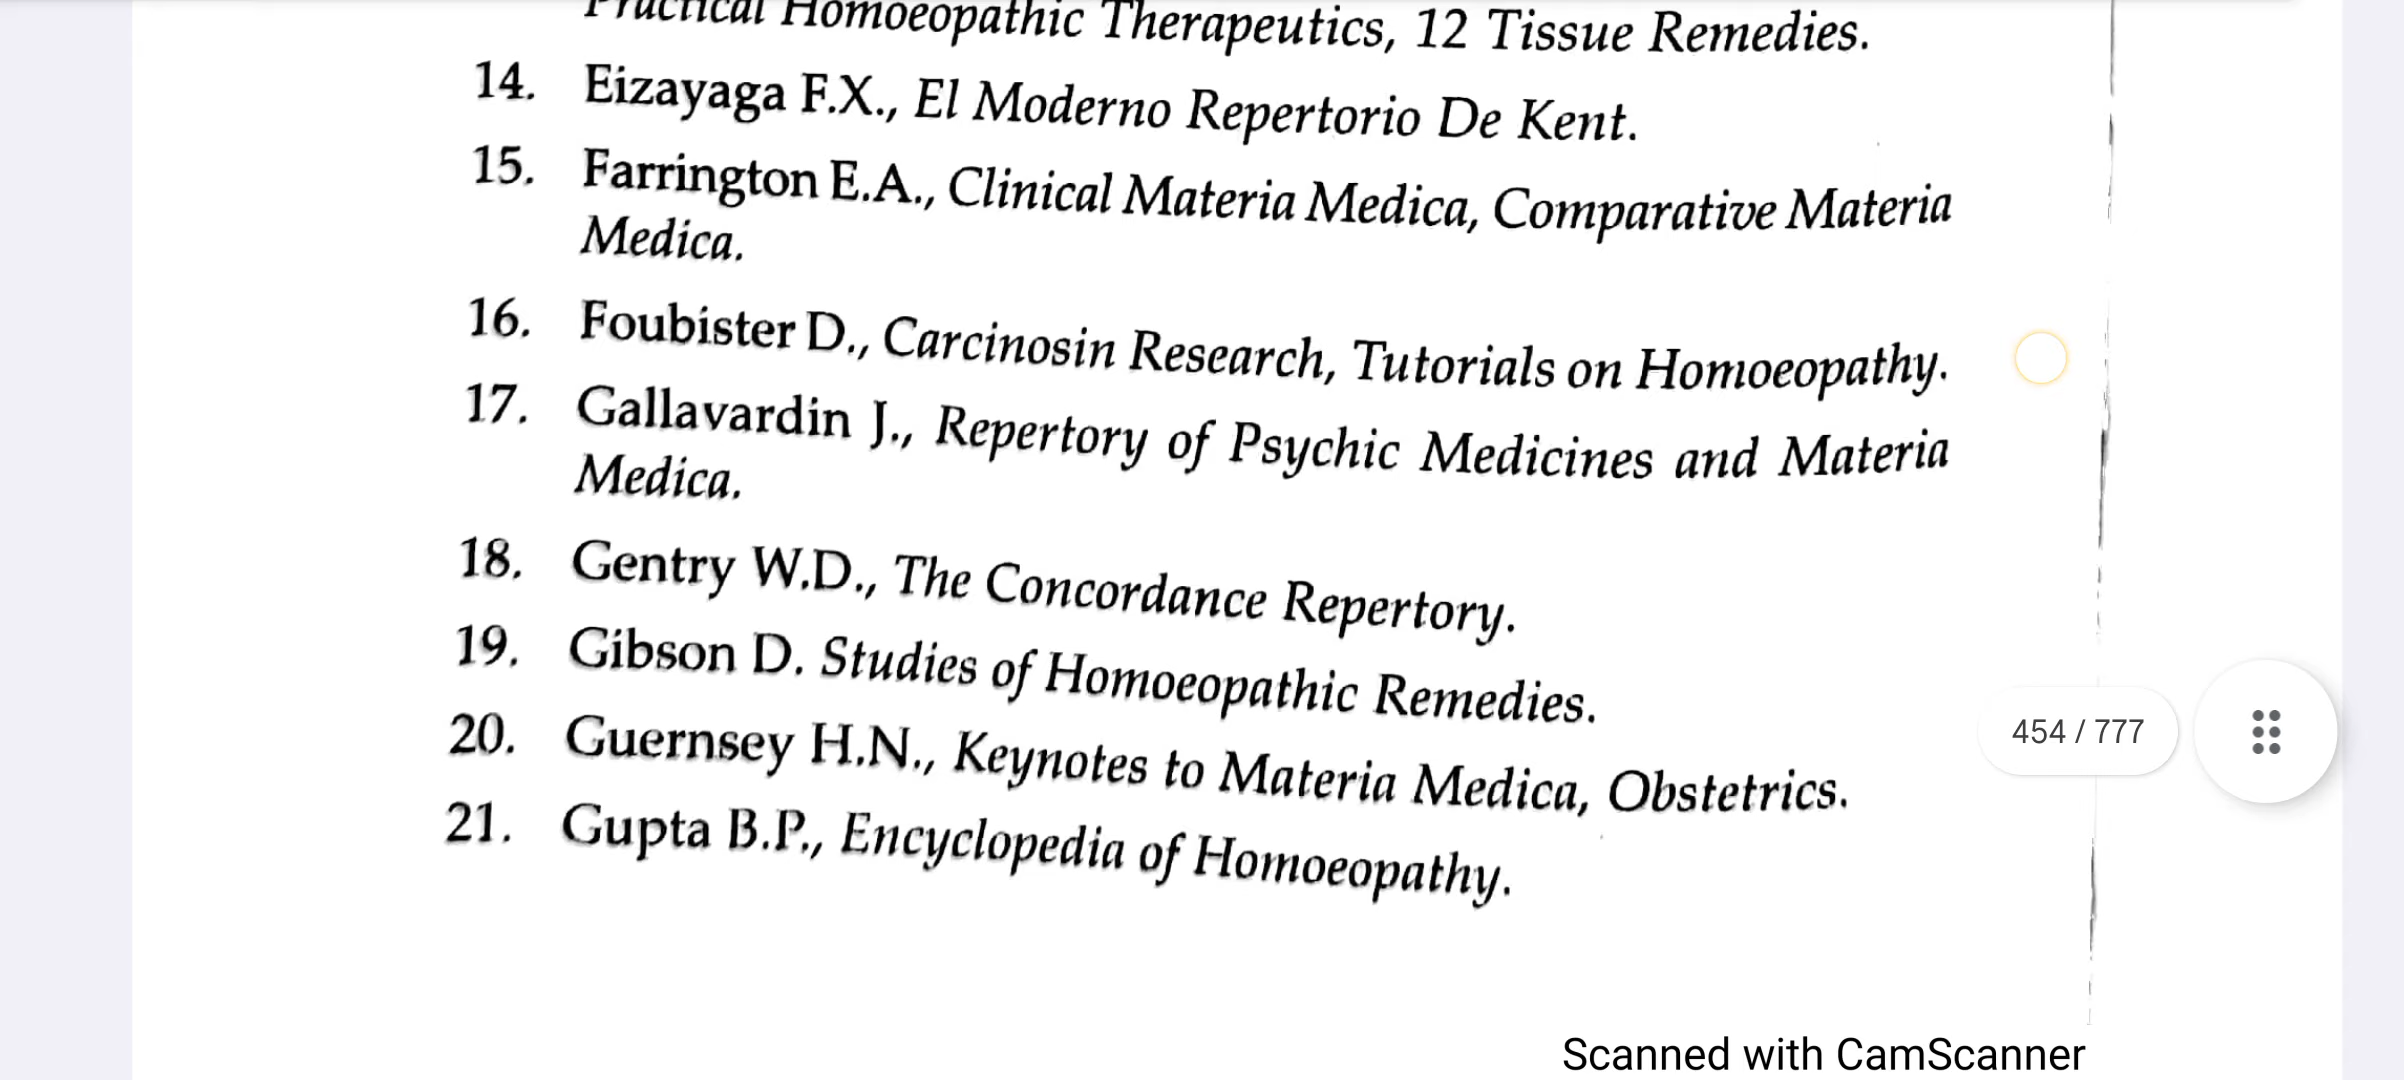 Practical Homoeopathic Therapeutics, 12 Tissue Remedies.
14. Eizayaga F.X., El Moderno Repertorio De Kent.
15. Farrington E.A., Clinical Materia Medica, Comparative Materia
Medica.
16. Foubister D., Carcinosin Research, Tutorials on Homoeopathy.
17. Gallavardin J., Repertory of Psychic Medicines and Materia
Medica.
18. Gentry W.D., The Concordance Repertory.
19. Gibson D. Studies of Homoeopathic Remedies.
20. Guernsey H.N., Keynotes to Materia Medica, Obstetrics.
21. Gupta B.P., Encyclopedia of Homoeopathy.
454 / 777
Scanned with CamScanner